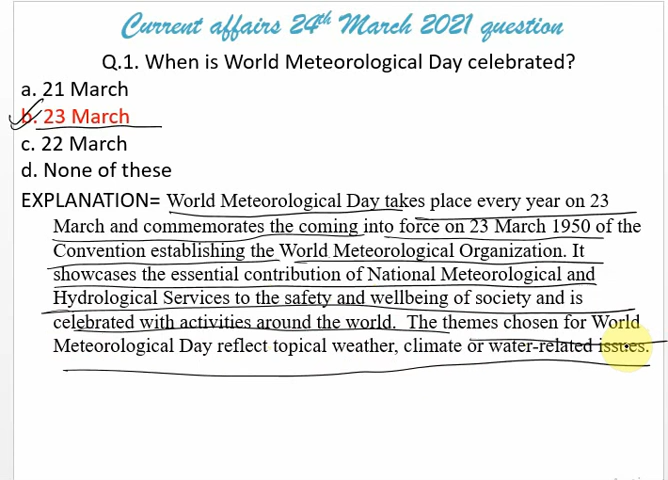 Current affairs 24th March 2021 question
Q.1. When is World Meteorological Day celebrated?
a. 21 March
b. 23 March
c. 22 March
d. None of these
EXPLANATION= World Meteorological Day takes place every year on 23
March and commemorates the coming into force on 23 March 1950 of the
Convention establishing the World Meteorological Organization. It
showcases the essential contribution of National Meteorological and
Hydrological Services to the safety and wellbeing of society and is
celebrated with activities around the world. The themes chosen for World
Meteorological Day reflect topical weather, climate or water-related issues.